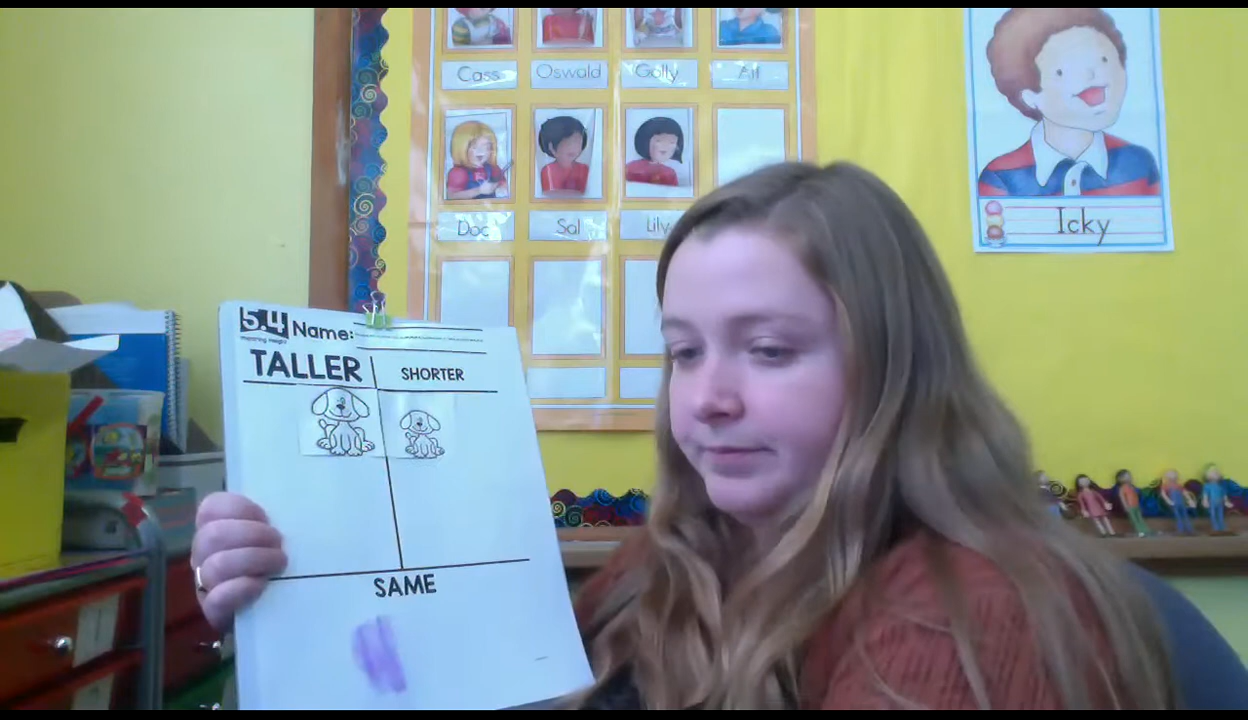 Cass Oswald Golly Alf
Doc Sal Lily
Icky
5.4 Name:
TALLER SHORTER
SAME